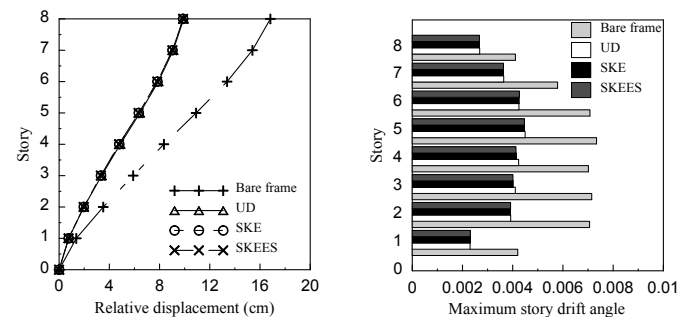 8
7
6
5
4
3
2
1
0
Story
0 4 8 12 16 20
Relative displacement (cm)
Bare frame
UD
SKE
SKEES
8
7
6
5
4
3
2
1
0
Story
0 0.002 0.004 0.006 0.008 0.01
Maximum story drift angle
Bare frame
UD
SKE
SKEES